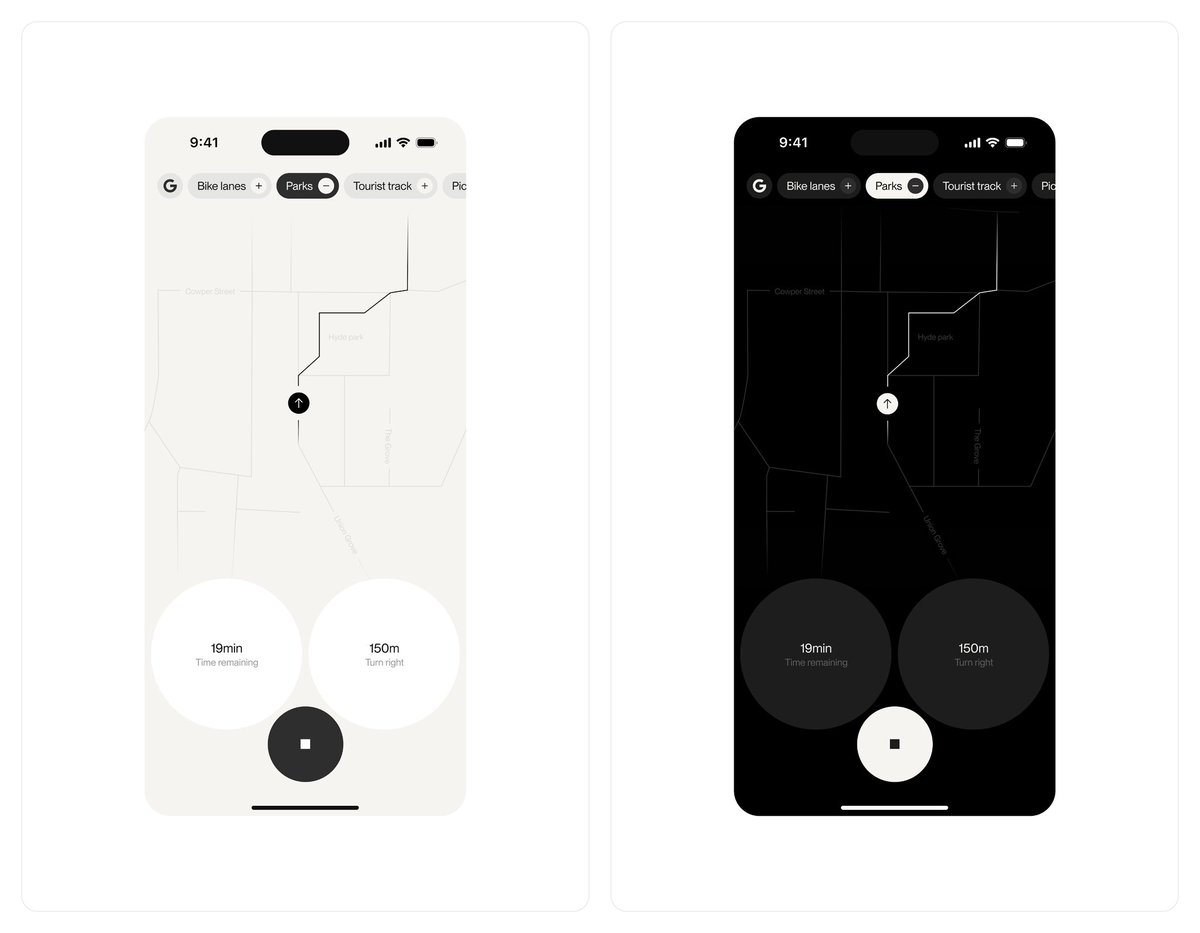 9:41
G Bike lanes + Parks − Tourist track + Pic
Cowper Street
Hyde park
The Grove
Union Grove
19min
Time remaining
150m
Turn right
9:41
G Bike lanes + Parks − Tourist track + Pic
Cowper Street
Hyde park
The Grove
Union Grove
19min
Time remaining
150m
Turn right